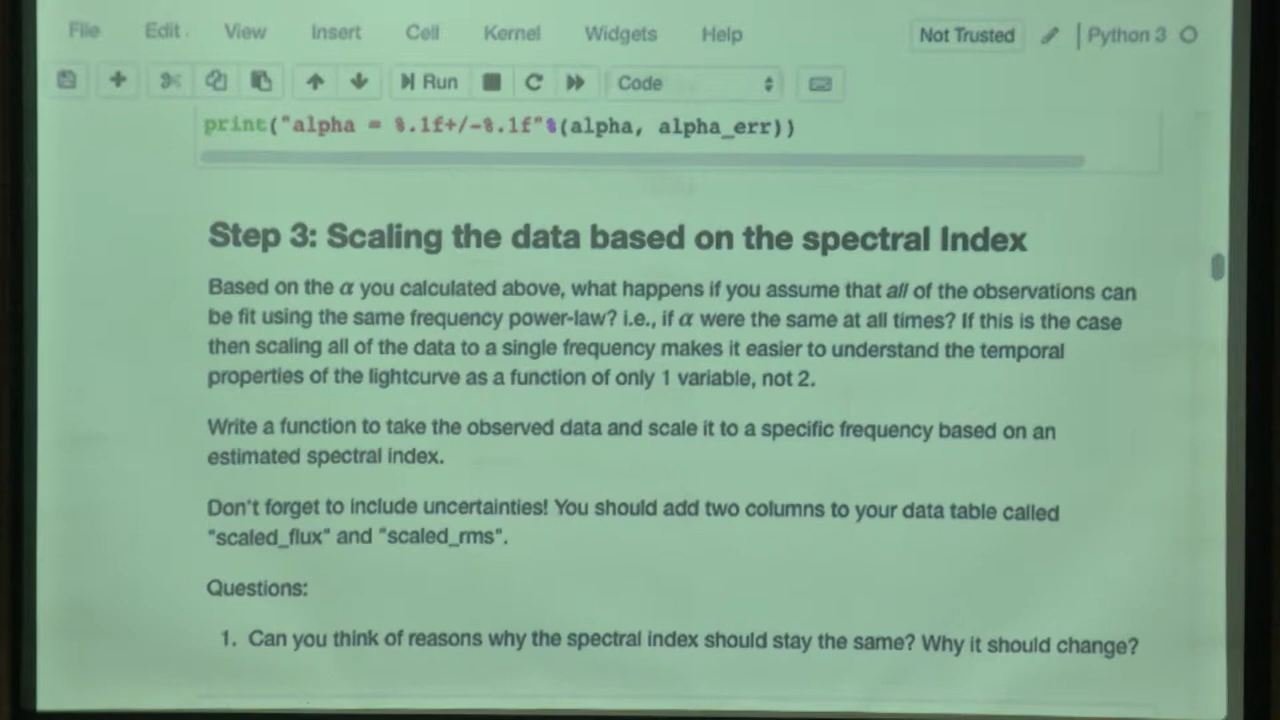 File Edit View Insert Cell Kernel Widgets Help Not Trusted Python 3
Run Code
print("alpha = %.1f+/-%.1f"%(alpha, alpha_err))
Step 3: Scaling the data based on the spectral Index
Based on the α you calculated above, what happens if you assume that all of the observations can
be fit using the same frequency power-law? i.e., if α were the same at all times? If this is the case
then scaling all of the data to a single frequency makes it easier to understand the temporal
properties of the lightcurve as a function of only 1 variable, not 2.
Write a function to take the observed data and scale it to a specific frequency based on an
estimated spectral index.
Don't forget to include uncertainties! You should add two columns to your data table called
"scaled_flux" and "scaled_rms".
Questions:
1. Can you think of reasons why the spectral index should stay the same? Why it should change?